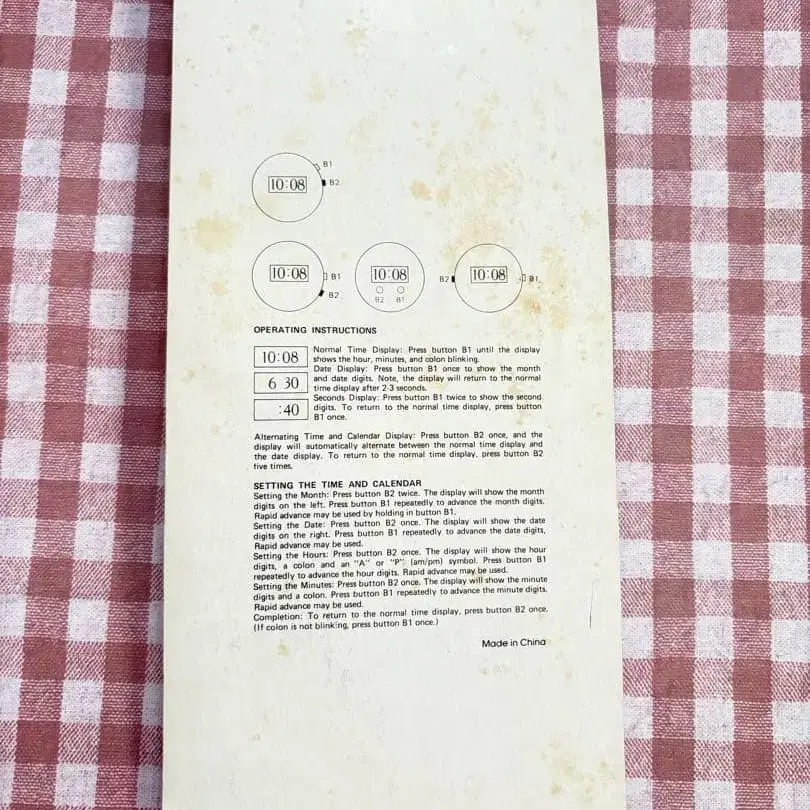 B1
10:08
B2
10:08
B1
B2
10:08
B2 B1
B2
10:08
B1
OPERATING INSTRUCTIONS
10:08
Normal Time Display: Press button B1 until the display
shows the hour, minutes, and colon blinking.
Date Display: Press button B1 once to show the month
6 30
and date digits. Note, the display will return to the normal
time display after 2-3 seconds.
Seconds Display: Press button B1 twice to show the second
:40
digits. To return to the normal time display, press button
B1 once.
Alternating Time and Calendar Display: Press button B2 once, and the
display will automatically alternate between the normal time display and
the date display. To return to the normal time display, press button B2
five times.
SETTING THE TIME AND CALENDAR
Setting the Month: Press button B2 twice. The display will show the month
digits on the left. Press button B1 repeatedly to advance the month digits.
Rapid advance may be used by holding in button B1.
Setting the Date: Press button B2 once. The display will show the date
digits on the right. Press button B1 repeatedly to advance the date digits,
Rapid advance may be used.
Setting the Hours: Press button B2 once. The display will show the hour
digits, a colon and an "A" or "P" (am/pm) symbol. Press button B1
repeatedly to advance the hour digits. Rapid advance may be used.
Setting the Minutes: Press button B2 once. The display will show the minute
digits and a colon. Press button B1 repeatedly to advance the minute digits.
Rapid advance may be used.
Completion: To return to the normal time display, press button B2 once.
(If colon is not blinking, press button B1 once.)
Made in China